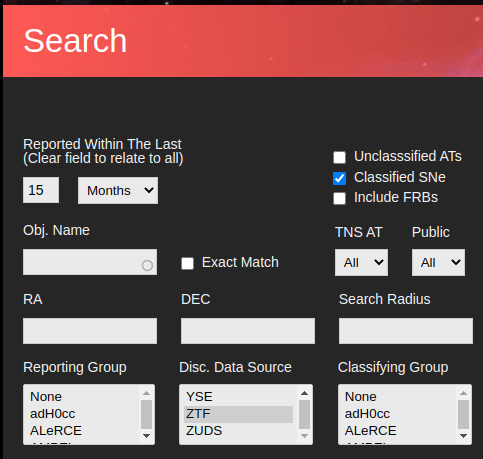 Search
Reported Within The Last
(Clear field to relate to all)
15 Months
Unclasssified ATs
Classified SNe
Include FRBs
Obj. Name
Exact Match
TNS AT Public
All All
RA DEC Search Radius
Reporting Group Disc. Data Source Classifying Group
None YSE None
adH0cc ZTF adH0cc
ALeRCE ZUDS ALeRCE